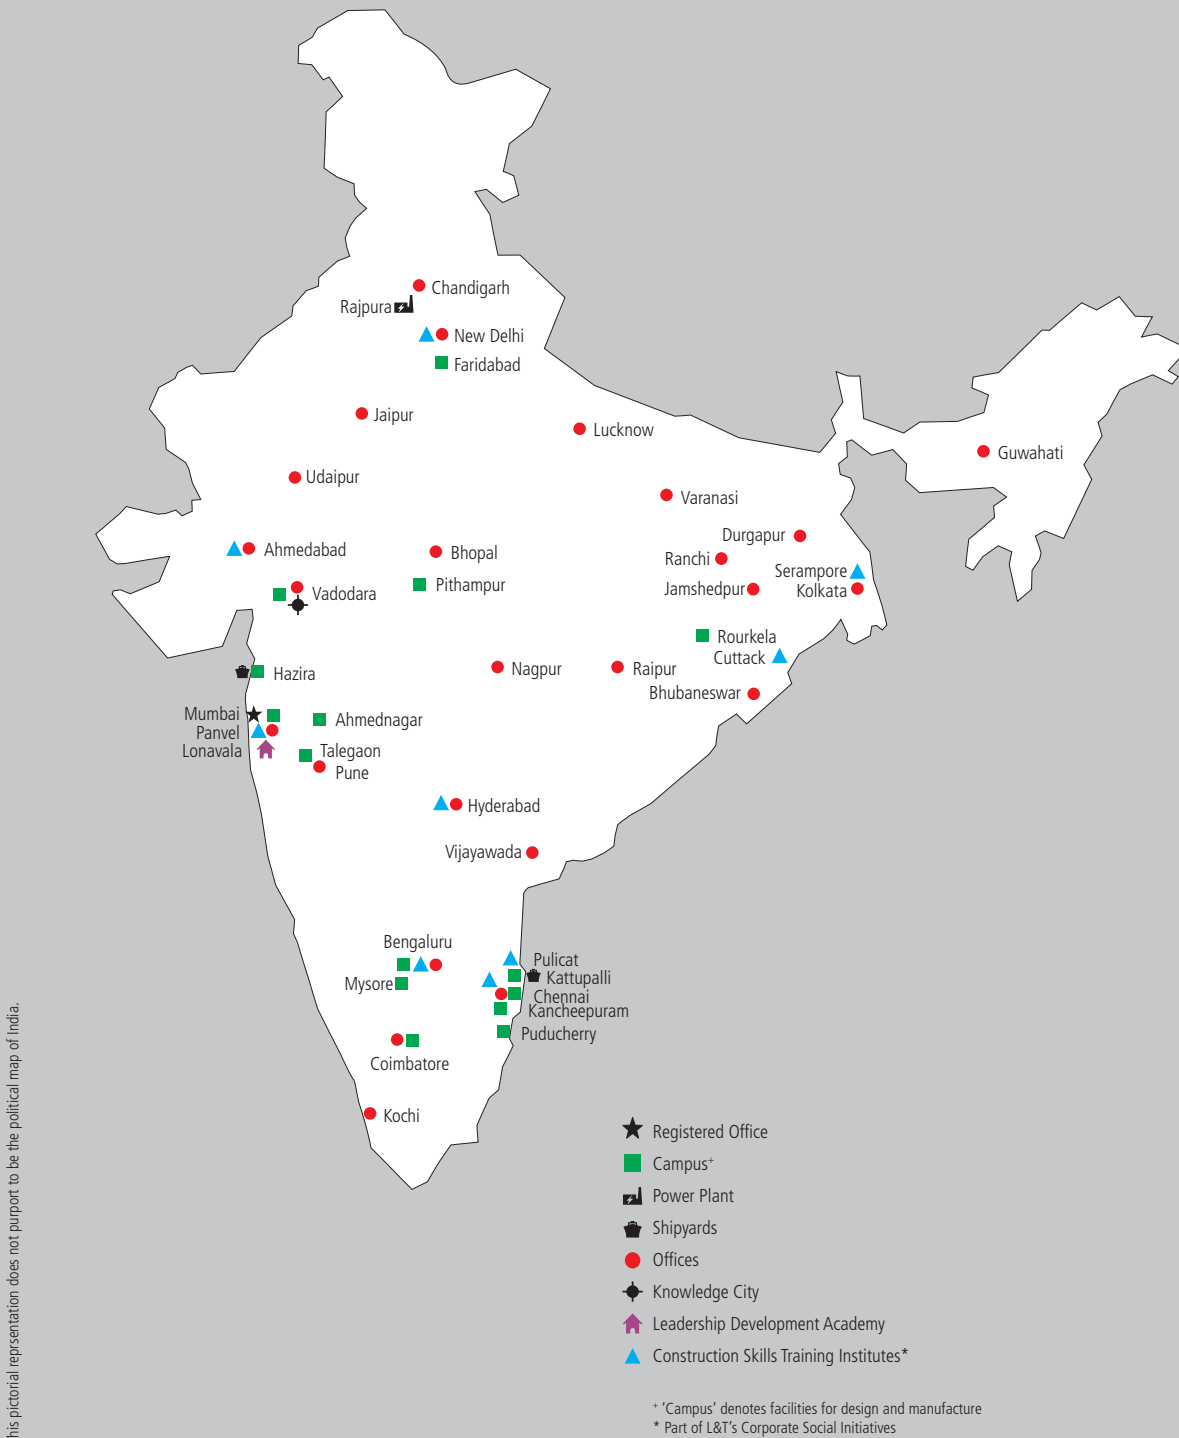 Chandigarh
Rajpura
New Delhi
Faridabad
Jaipur
Lucknow
Guwahati
Udaipur
Varanasi
Durgapur
Ahmedabad
Bhopal
Ranchi
Serampore
Pithampur
Jamshedpur
Kolkata
Vadodara
Rourkela
Cuttack
Hazira
Nagpur
Raipur
Bhubaneswar
Mumbai
Ahmednagar
Panvel
Lonavala
Talegaon
Pune
Hyderabad
Vijayawada
Bengaluru
Pulicat
Kattupalli
Mysore
Chennai
Kancheepuram
Puducherry
Coimbatore
Kochi
Registered Office
Campus+
Power Plant
Shipyards
Offices
Knowledge City
Leadership Development Academy
Construction Skills Training Institutes*
+ 'Campus' denotes facilities for design and manufacture
* Part of L&T's Corporate Social Initiatives
his pictorial reprsentation does not purport to be the political map of India.